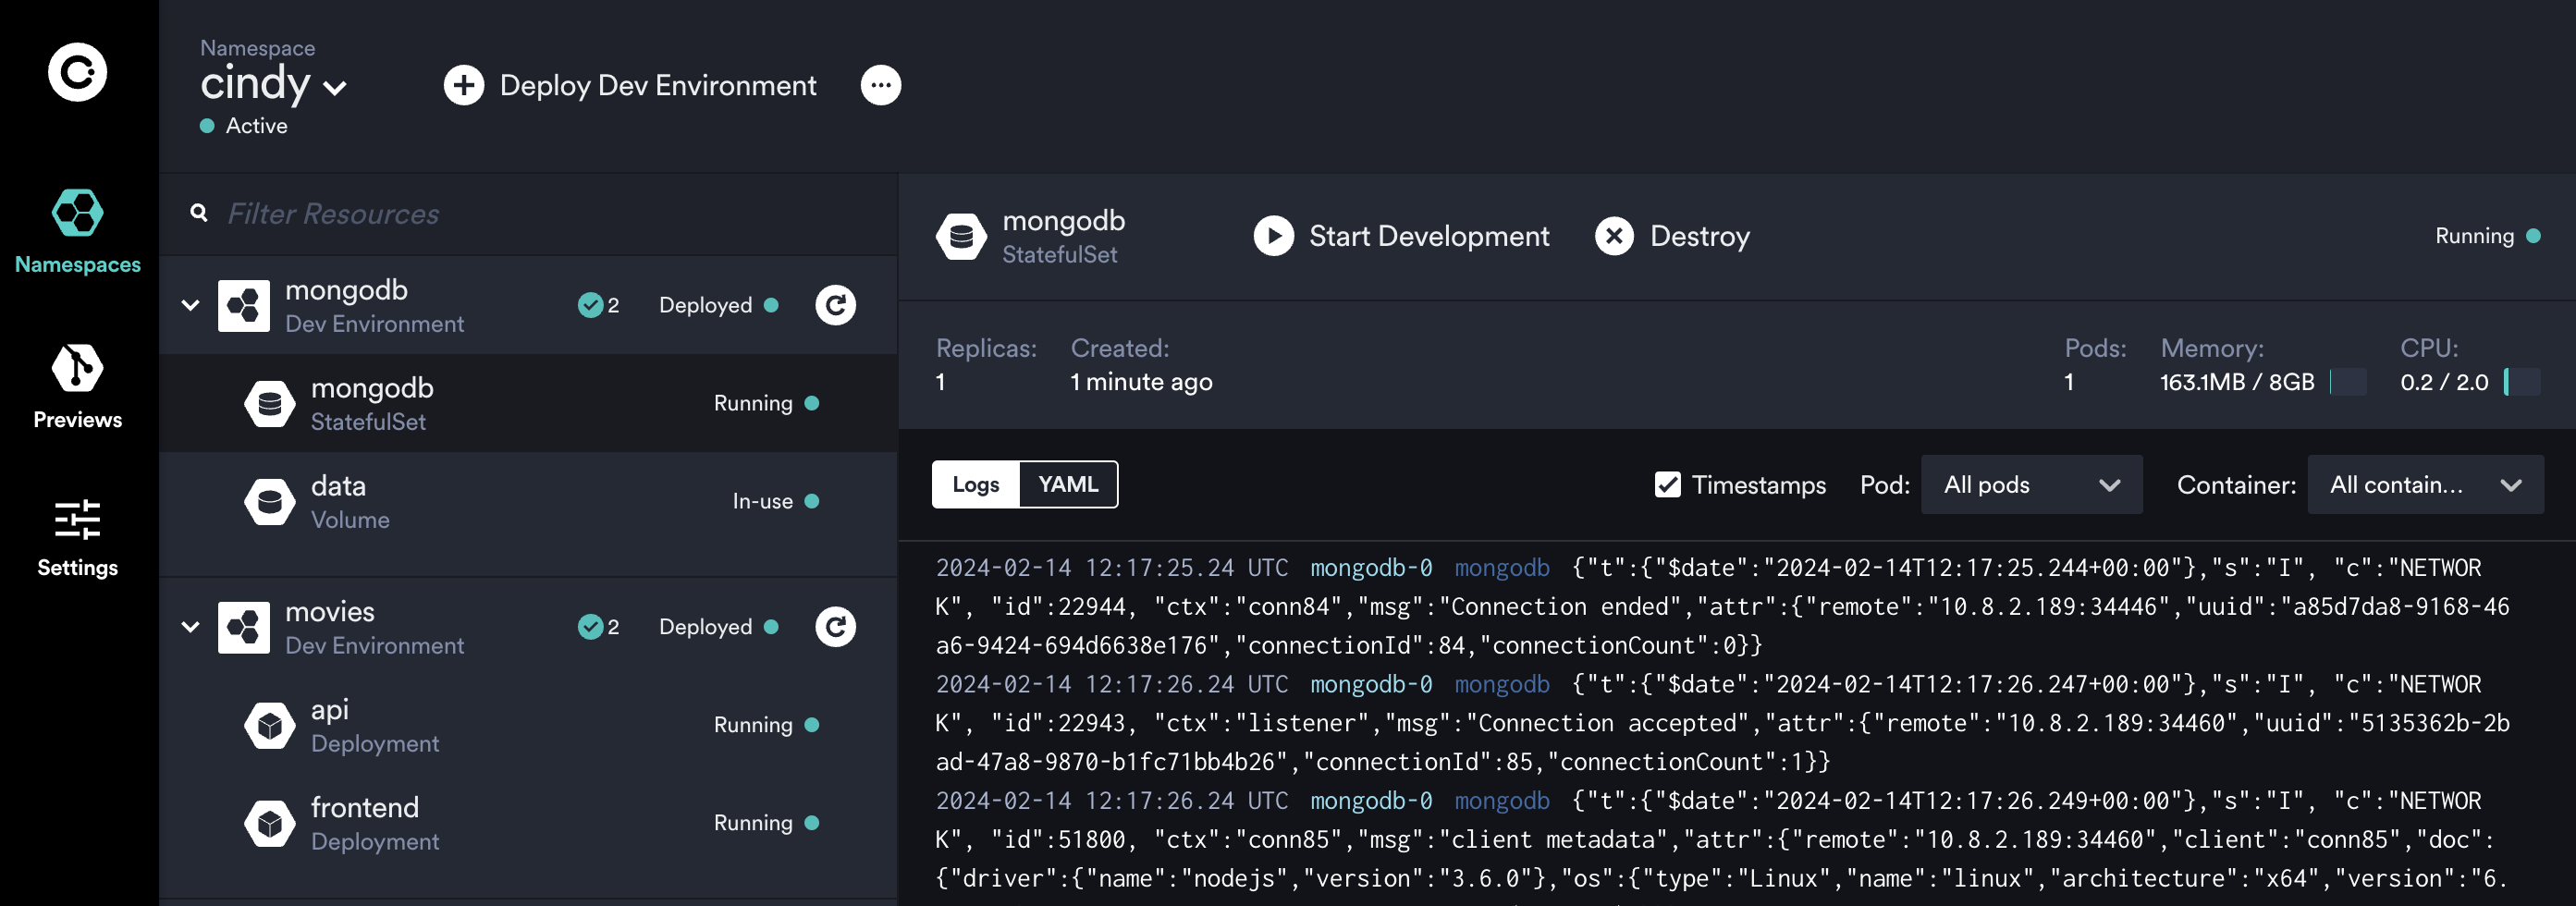 Namespace
cindy
Active
Deploy Dev Environment
Namespaces
Previews
Settings
Filter Resources
mongodb
Dev Environment
2
Deployed
mongodb
StatefulSet
Running
data
Volume
In-use
movies
Dev Environment
2
Deployed
api
Deployment
Running
frontend
Deployment
Running
mongodb
StatefulSet
Start Development
Destroy
Running
Replicas:
1
Created:
1 minute ago
Pods:
1
Memory:
163.1MB / 8GB
CPU:
0.2 / 2.0
Logs
YAML
Timestamps
Pod:
All pods
Container:
All contain...
2024-02-14 12:17:25.24 UTC mongodb-0 mongodb {"t":{"$date":"2024-02-14T12:17:25.244+00:00"},"s":"I", "c":"NETWOR
K", "id":22944, "ctx":"conn84","msg":"Connection ended","attr":{"remote":"10.8.2.189:34446","uuid":"a85d7da8-9168-46
a6-9424-694d6638e176","connectionId":84,"connectionCount":0}}
2024-02-14 12:17:26.24 UTC mongodb-0 mongodb {"t":{"$date":"2024-02-14T12:17:26.247+00:00"},"s":"I", "c":"NETWOR
K", "id":22943, "ctx":"listener","msg":"Connection accepted","attr":{"remote":"10.8.2.189:34460","uuid":"5135362b-2b
ad-47a8-9870-b1fc71bb4b26","connectionId":85,"connectionCount":1}}
2024-02-14 12:17:26.24 UTC mongodb-0 mongodb {"t":{"$date":"2024-02-14T12:17:26.249+00:00"},"s":"I", "c":"NETWOR
K", "id":51800, "ctx":"conn85","msg":"client metadata","attr":{"remote":"10.8.2.189:34460","client":"conn85","doc":
{"driver":{"name":"nodejs","version":"3.6.0"},"os":{"type":"Linux","name":"linux","architecture":"x64","version":"6.